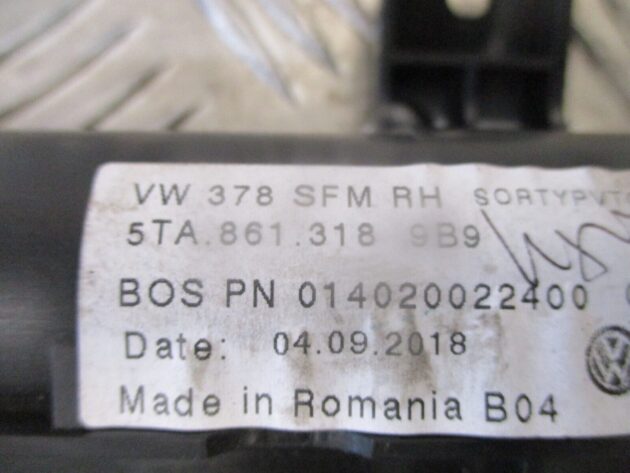 VW 378 SFM RH SORTYPVT
5TA.861.318 9B9
BOS PN 014020022400
Date: 04.09.2018
Made in Romania B04